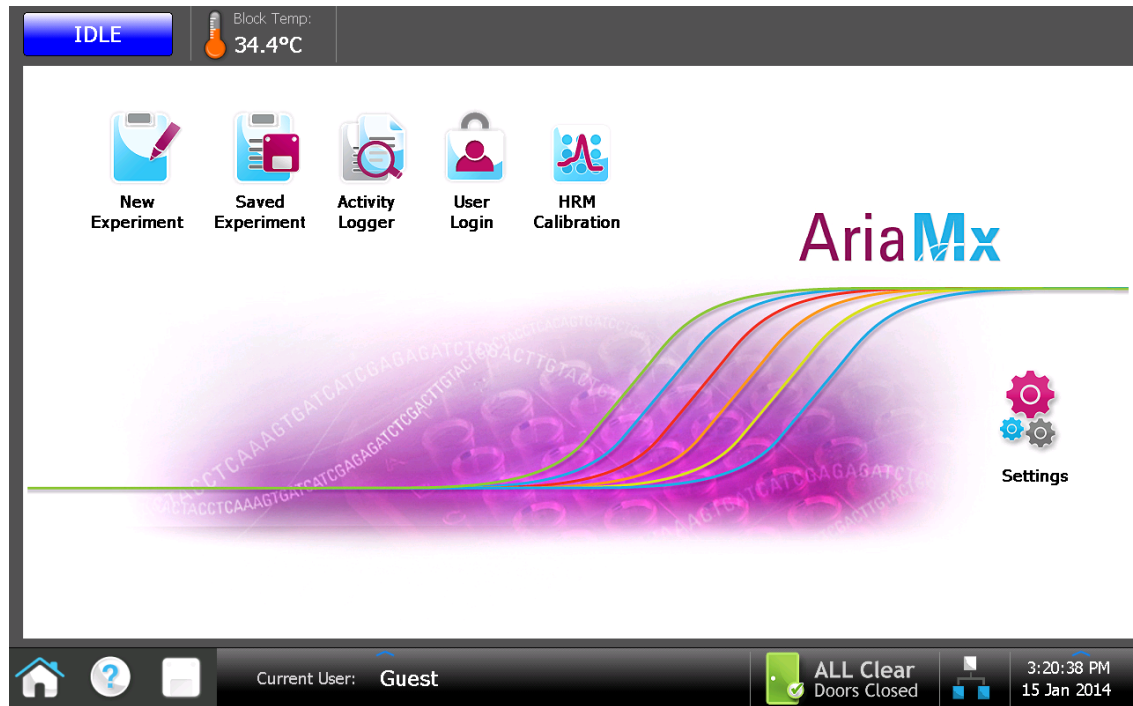 IDLE
Block Temp:
34.4°C
New
Experiment
Saved
Experiment
Activity
Logger
User
Login
HRM
Calibration
AriaMx
Settings
Current User: Guest
ALL Clear
Doors Closed
3:20:38 PM
15 Jan 2014